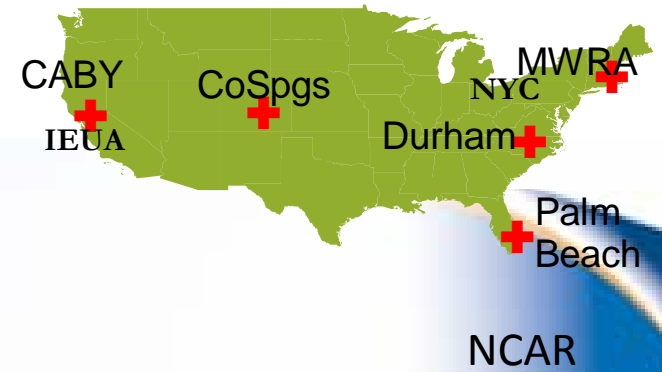 MWRA
CABY
CoSpgs
NYC
IEUA
Durham
Palm
Beach
NCAR